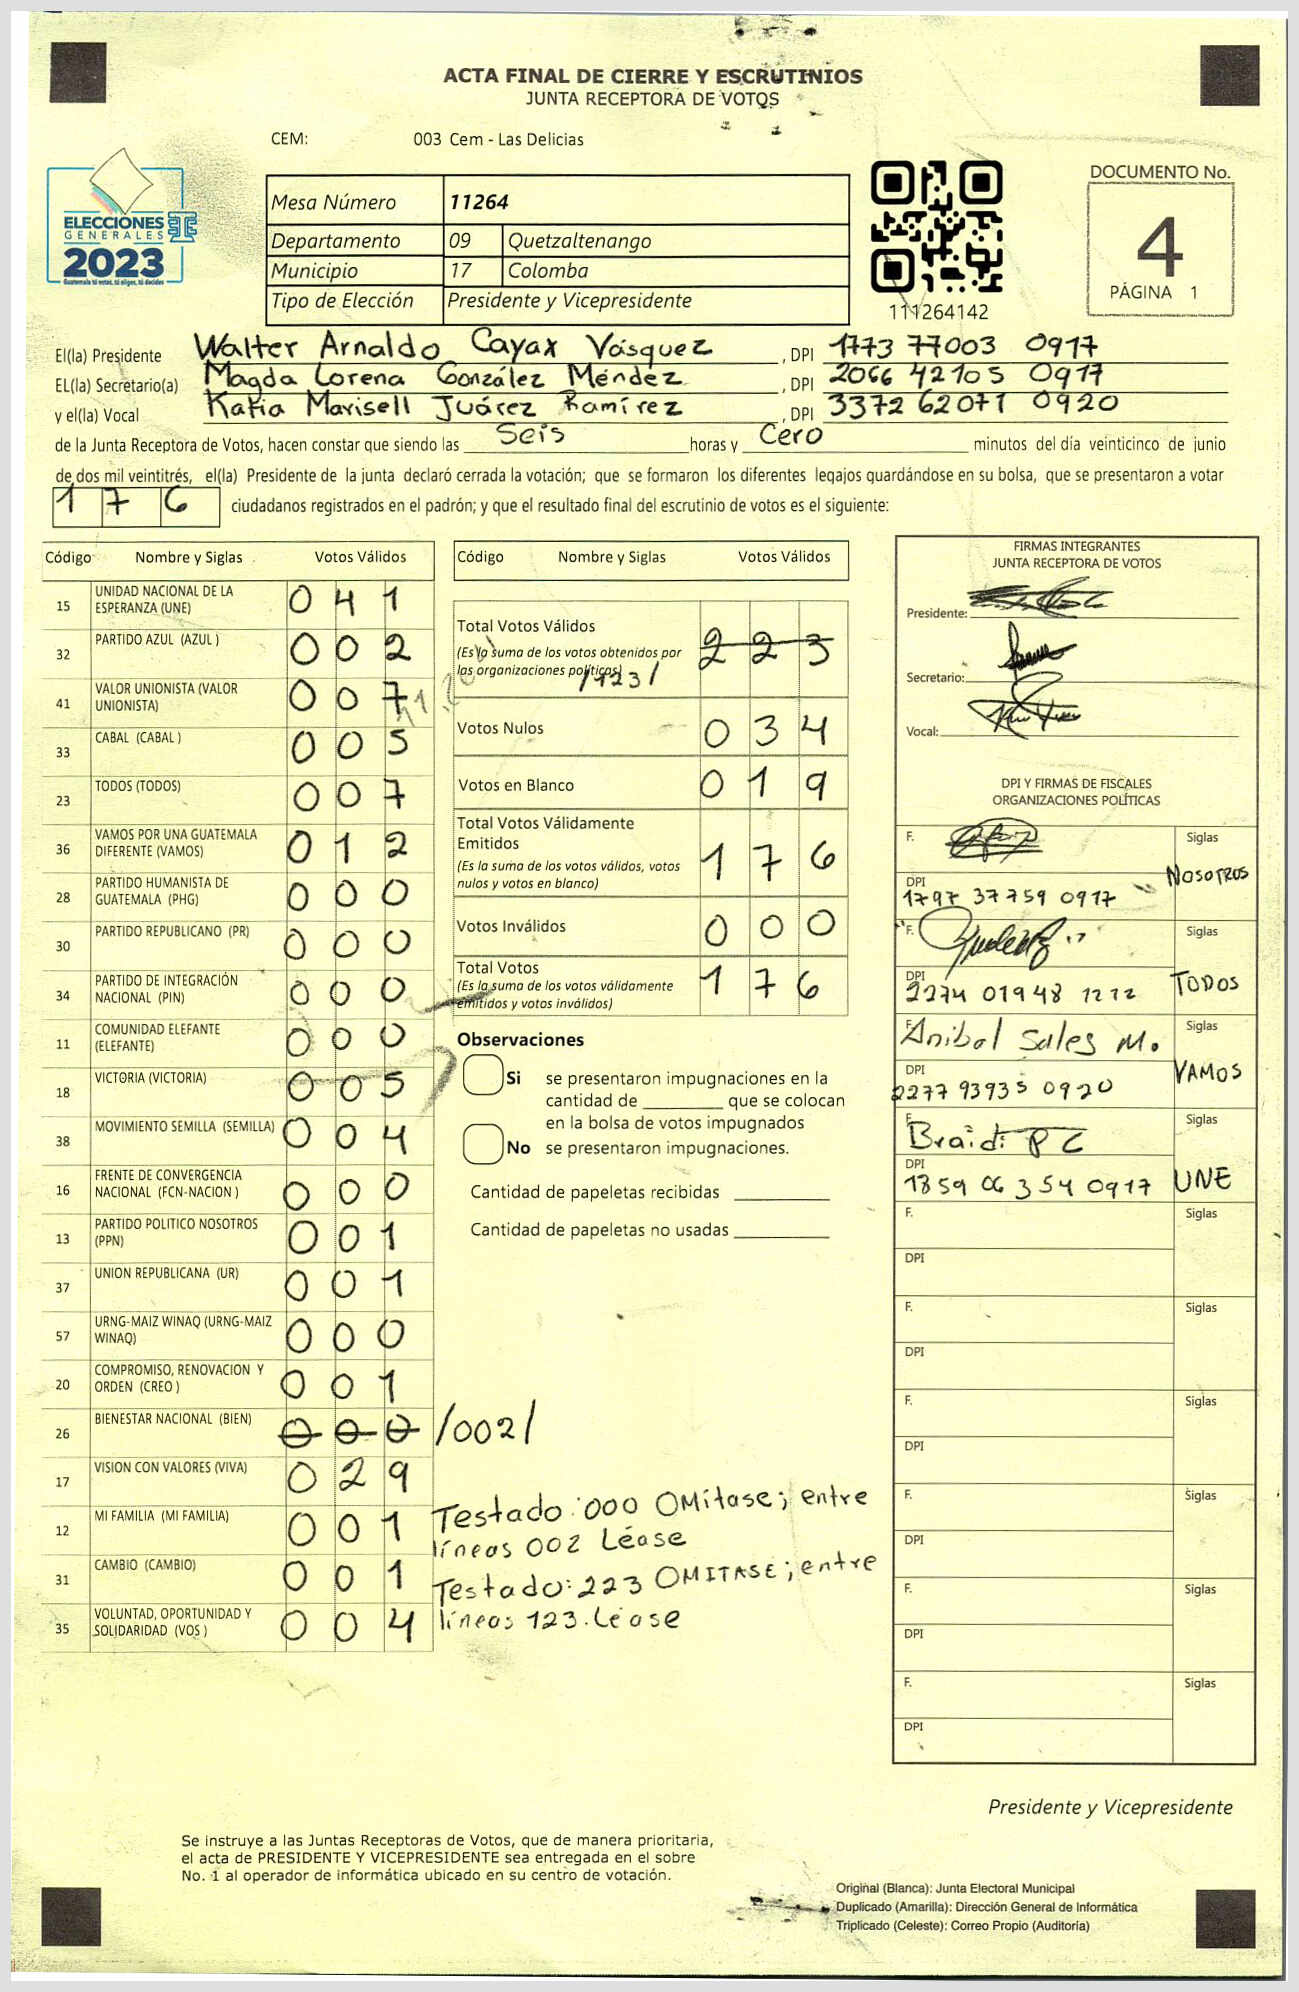 ACTA FINAL DE CIERRE Y ESCRUTINIOS
JUNTA RECEPTORA DE VOTOS
CEM: 003 Cem - Las Delicias
ELECCIONES
GENERALES
2023
Guatemala tú estas, tú eliges, tú decides
Mesa Número 11264
Departamento 09 Quetzaltenango
Municipio 17 Colomba
Tipo de Elección Presidente y Vicepresidente
111264142
DOCUMENTO No.
4
PÁGINA 1
El(la) Presidente Walter Arnaldo Cayax Vásquez , DPI 1773 77003 0917
EL(la) Secretario(a) Magda Lorena González Méndez , DPI 2066 42105 0917
y el(la) Vocal Katia Marisell Juárez Ramírez , DPI 3372 62071 0920
de la Junta Receptora de Votos, hacen constar que siendo las Seis horas y Cero minutos del día veinticinco de junio
de dos mil veintitrés, el(la) Presidente de la junta declaró cerrada la votación; que se formaron los diferentes legajos guardándose en su bolsa, que se presentaron a votar
1 7 6 ciudadanos registrados en el padrón; y que el resultado final del escrutinio de votos es el siguiente:
Código Nombre y Siglas Votos Válidos
15 UNIDAD NACIONAL DE LA ESPERANZA (UNE) 0 4 1
32 PARTIDO AZUL (AZUL ) 0 0 2
41 VALOR UNIONISTA (VALOR UNIONISTA) 0 0 7
33 CABAL (CABAL ) 0 0 5
23 TODOS (TODOS) 0 0 7
36 VAMOS POR UNA GUATEMALA DIFERENTE (VAMOS) 0 1 2
28 PARTIDO HUMANISTA DE GUATEMALA (PHG) 0 0 0
30 PARTIDO REPUBLICANO (PR) 0 0 0
34 PARTIDO DE INTEGRACIÓN NACIONAL (PIN) 0 0 0
11 COMUNIDAD ELEFANTE (ELEFANTE) 0 0 0
18 VICTORIA (VICTORIA) 0 0 5
38 MOVIMIENTO SEMILLA (SEMILLA) 0 0 4
16 FRENTE DE CONVERGENCIA NACIONAL (FCN-NACION ) 0 0 0
13 PARTIDO POLITICO NOSOTROS (PPN) 0 0 1
37 UNION REPUBLICANA (UR) 0 0 1
57 URNG-MAIZ WINAQ (URNG-MAIZ WINAQ) 0 0 0
20 COMPROMISO, RENOVACION Y ORDEN (CREO ) 0 0 1
26 BIENESTAR NACIONAL (BIEN) 0 0 0 /002/
17 VISION CON VALORES (VIVA) 0 2 9
12 MI FAMILIA (MI FAMILIA) 0 0 1
31 CAMBIO (CAMBIO) 0 0 1
35 VOLUNTAD, OPORTUNIDAD Y SOLIDARIDAD (VOS ) 0 0 4
Testado: 000 OMítase; entre
líneas 002 Léase
Testado: 223 OMITASE; entre
líneas 123. Léase
Código Nombre y Siglas Votos Válidos
Total Votos Válidos 2 2 3
(Es la suma de los votos obtenidos por
las organizaciones políticas)
/123/
Votos Nulos 0 3 4
Votos en Blanco 0 1 9
Total Votos Válidamente
Emitidos 1 7 6
(Es la suma de los votos válidos, votos
nulos y votos en blanco)
Votos Inválidos 0 0 0
Total Votos 1 7 6
(Es la suma de los votos válidamente
emitidos y votos inválidos)
Observaciones
Si se presentaron impugnaciones en la
cantidad de ________ que se colocan
en la bolsa de votos impugnados
No se presentaron impugnaciones.
Cantidad de papeletas recibidas
Cantidad de papeletas no usadas
FIRMAS INTEGRANTES
JUNTA RECEPTORA DE VOTOS
Presidente:
Secretario:
Vocal:
DPI Y FIRMAS DE FISCALES
ORGANIZACIONES POLÍTICAS
F. Siglas
DPI NOSOTROS
1797 37759 0917
F. Siglas
DPI TODOS
2274 01948 1212
F. Anibal Sales M. Siglas
DPI VAMOS
2277 93935 0920
F. Braidi P C Siglas
DPI UNE
1859 06354 0917
F. Siglas
DPI
F. Siglas
DPI
F. Siglas
DPI
F. Siglas
DPI
F. Siglas
DPI
F. Siglas
DPI
Presidente y Vicepresidente
Se instruye a las Juntas Receptoras de Votos, que de manera prioritaria,
el acta de PRESIDENTE Y VICEPRESIDENTE sea entregada en el sobre
No. 1 al operador de informática ubicado en su centro de votación.
Original (Blanca): Junta Electoral Municipal
Duplicado (Amarilla): Dirección General de Informática
Triplicado (Celeste): Correo Propio (Auditoría)